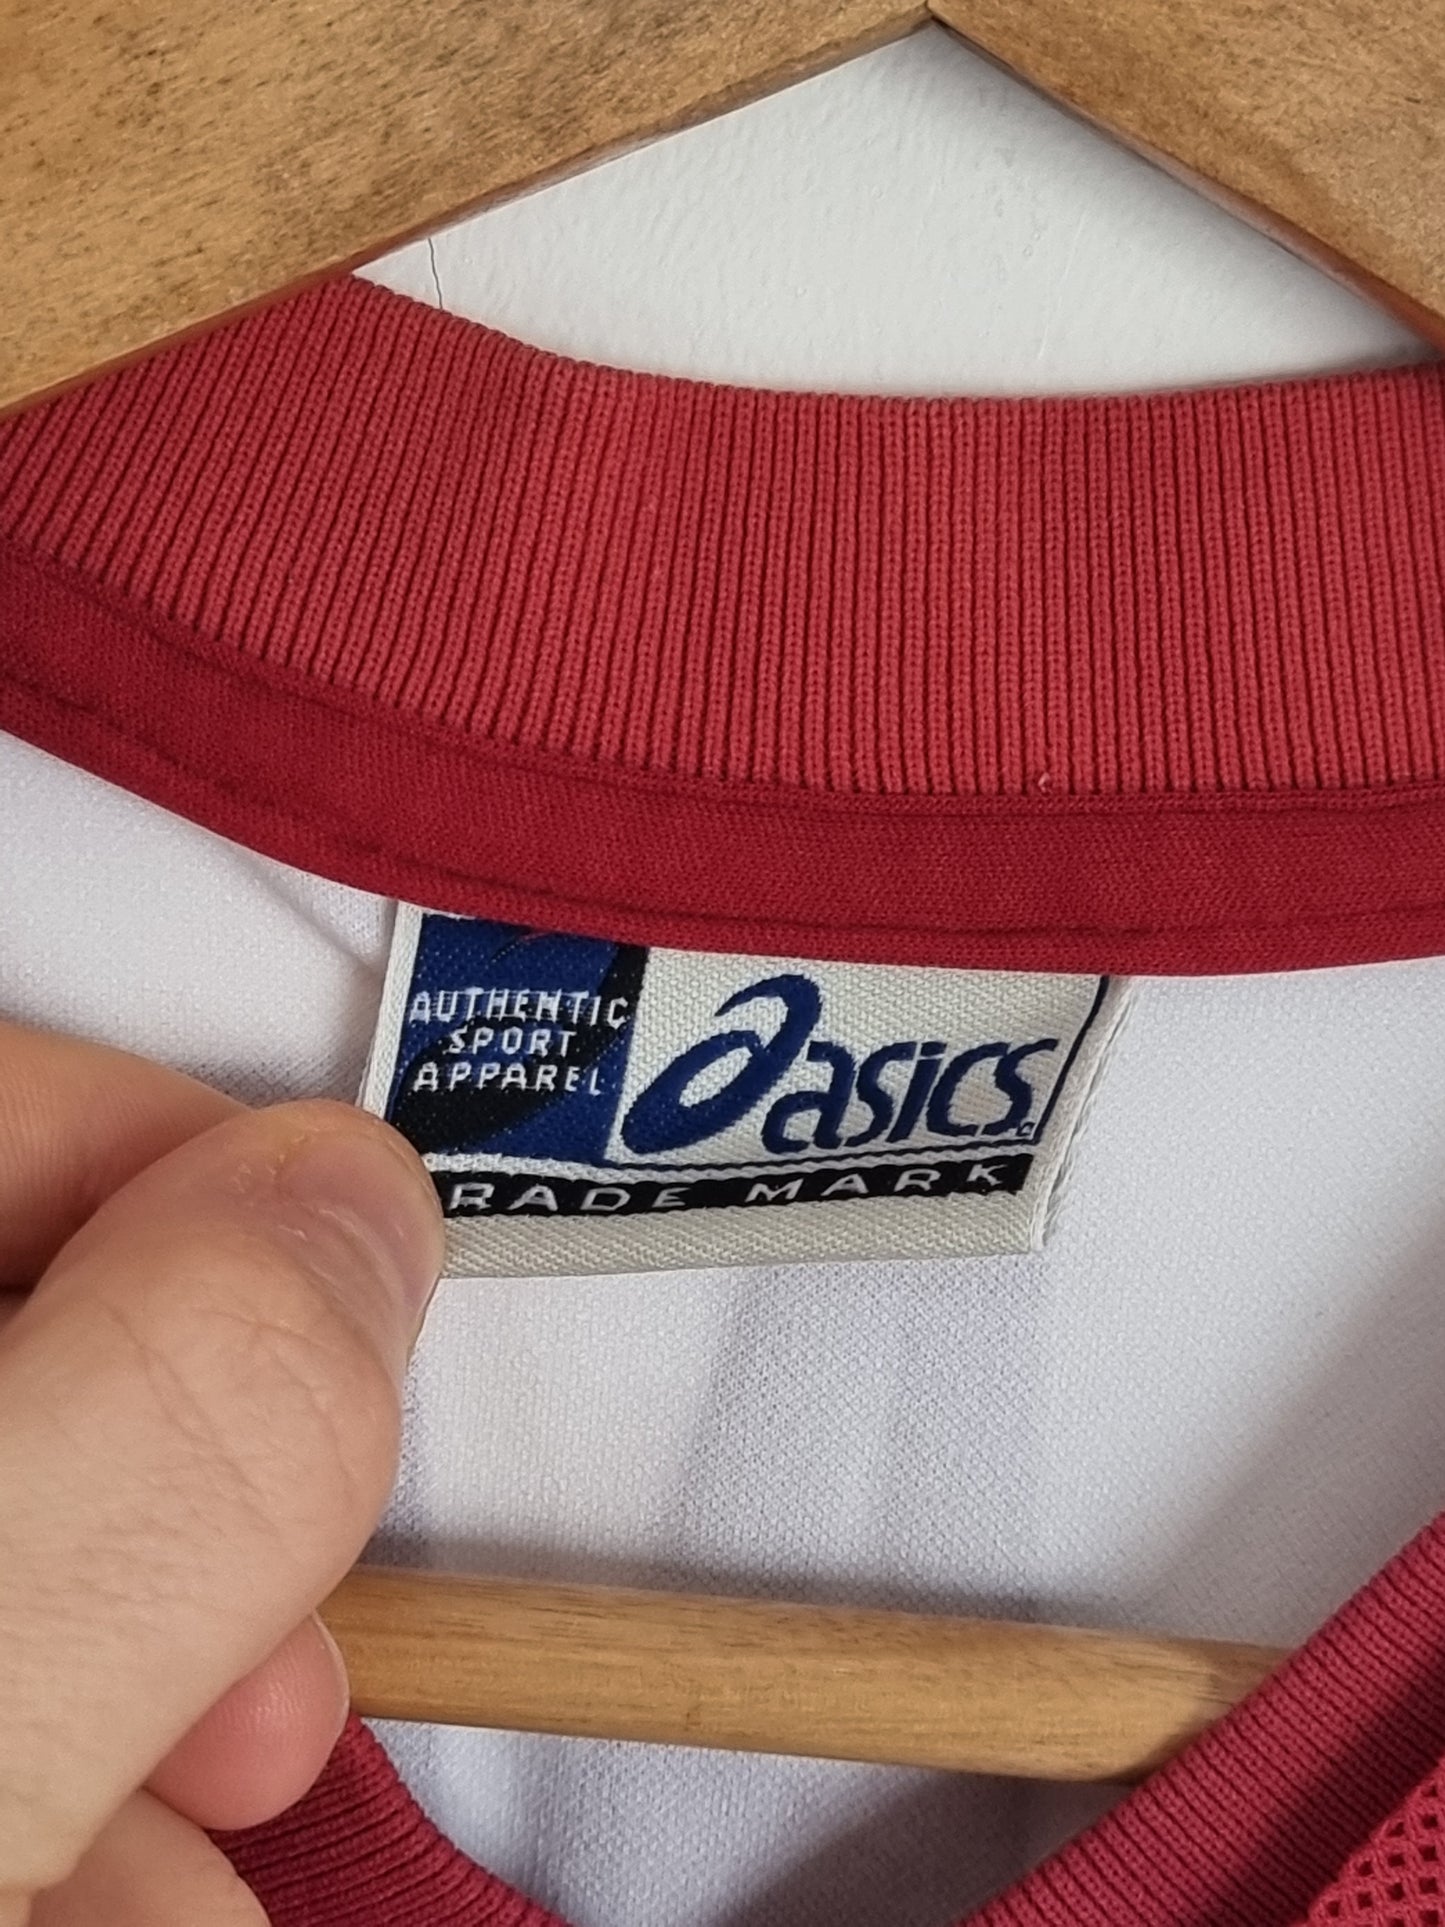 AUTHENTIC
SPORT
APPAREL
asics
RADE MARK